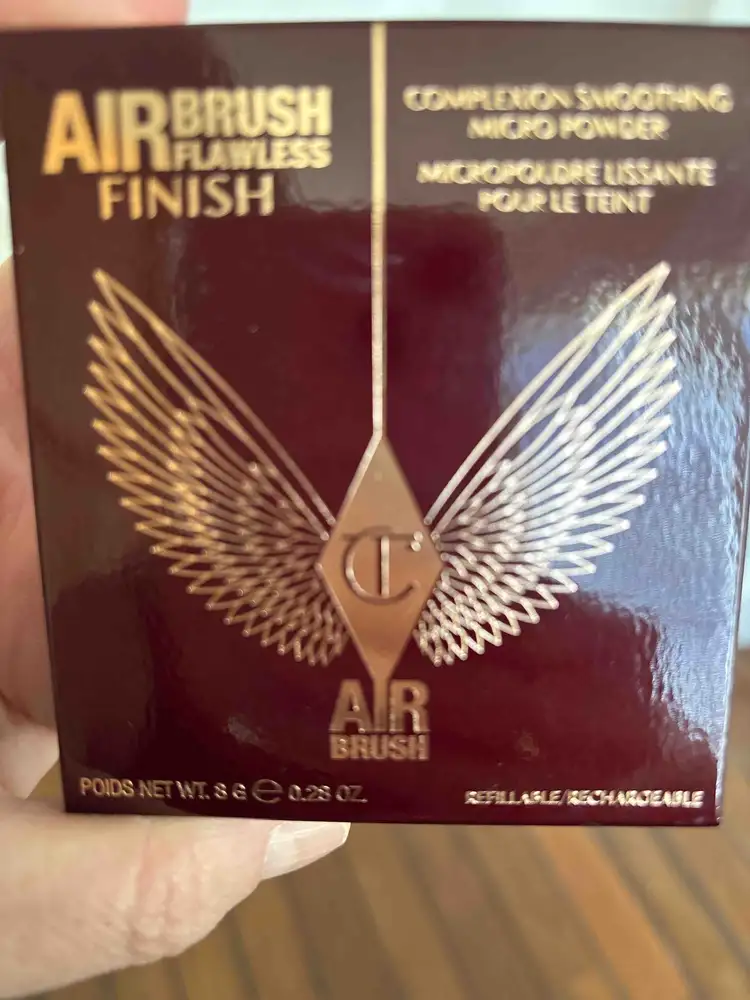 AIRBRUSH
FLAWLESS
FINISH
COMPLEXION SMOOTHING
MICRO POWDER
MICROPOUDRE LISSANTE
POUR LE TEINT
CT
AIR
BRUSH
POIDS NET WT. 8 G ℮ 0.28 OZ.
REFILLABLE/RECHARGEABLE